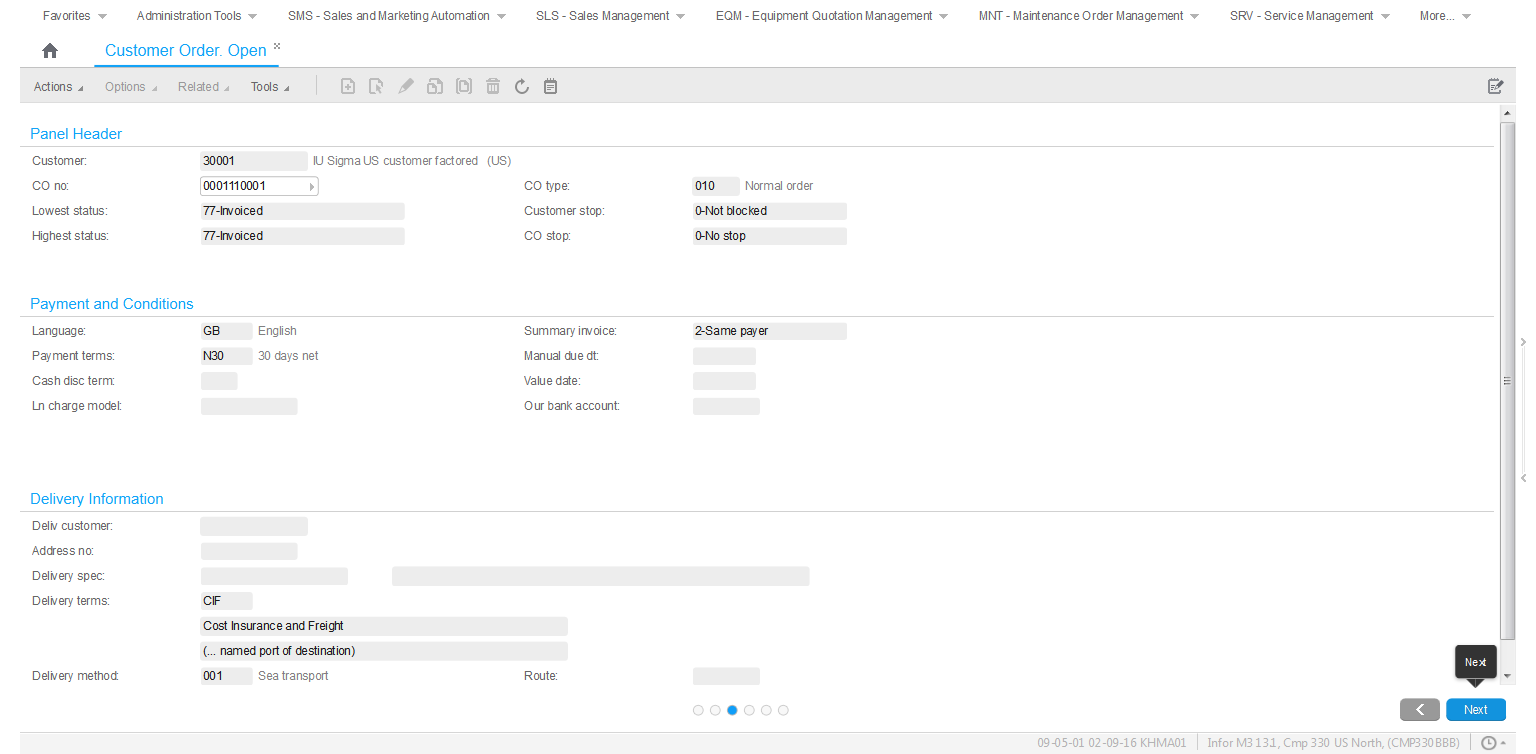 Favorites Administration Tools SMS - Sales and Marketing Automation SLS - Sales Management EQM - Equipment Quotation Management MNT - Maintenance Order Management SRV - Service Management More...
Customer Order. Open
Actions Options Related Tools
Panel Header
Customer: 30001 IU Sigma US customer factored (US)
CO no: 0001110001 CO type: 010 Normal order
Lowest status: 77-Invoiced Customer stop: 0-Not blocked
Highest status: 77-Invoiced CO stop: 0-No stop
Payment and Conditions
Language: GB English Summary invoice: 2-Same payer
Payment terms: N30 30 days net Manual due dt:
Cash disc term: Value date:
Ln charge model: Our bank account:
Delivery Information
Deliv customer:
Address no:
Delivery spec:
Delivery terms: CIF
Cost Insurance and Freight
(... named port of destination)
Delivery method: 001 Sea transport Route:
Next
Next
09-05-01 02-09-16 KHMA01 Infor M3 13.1, Cmp 330 US North, (CMP330BBB)